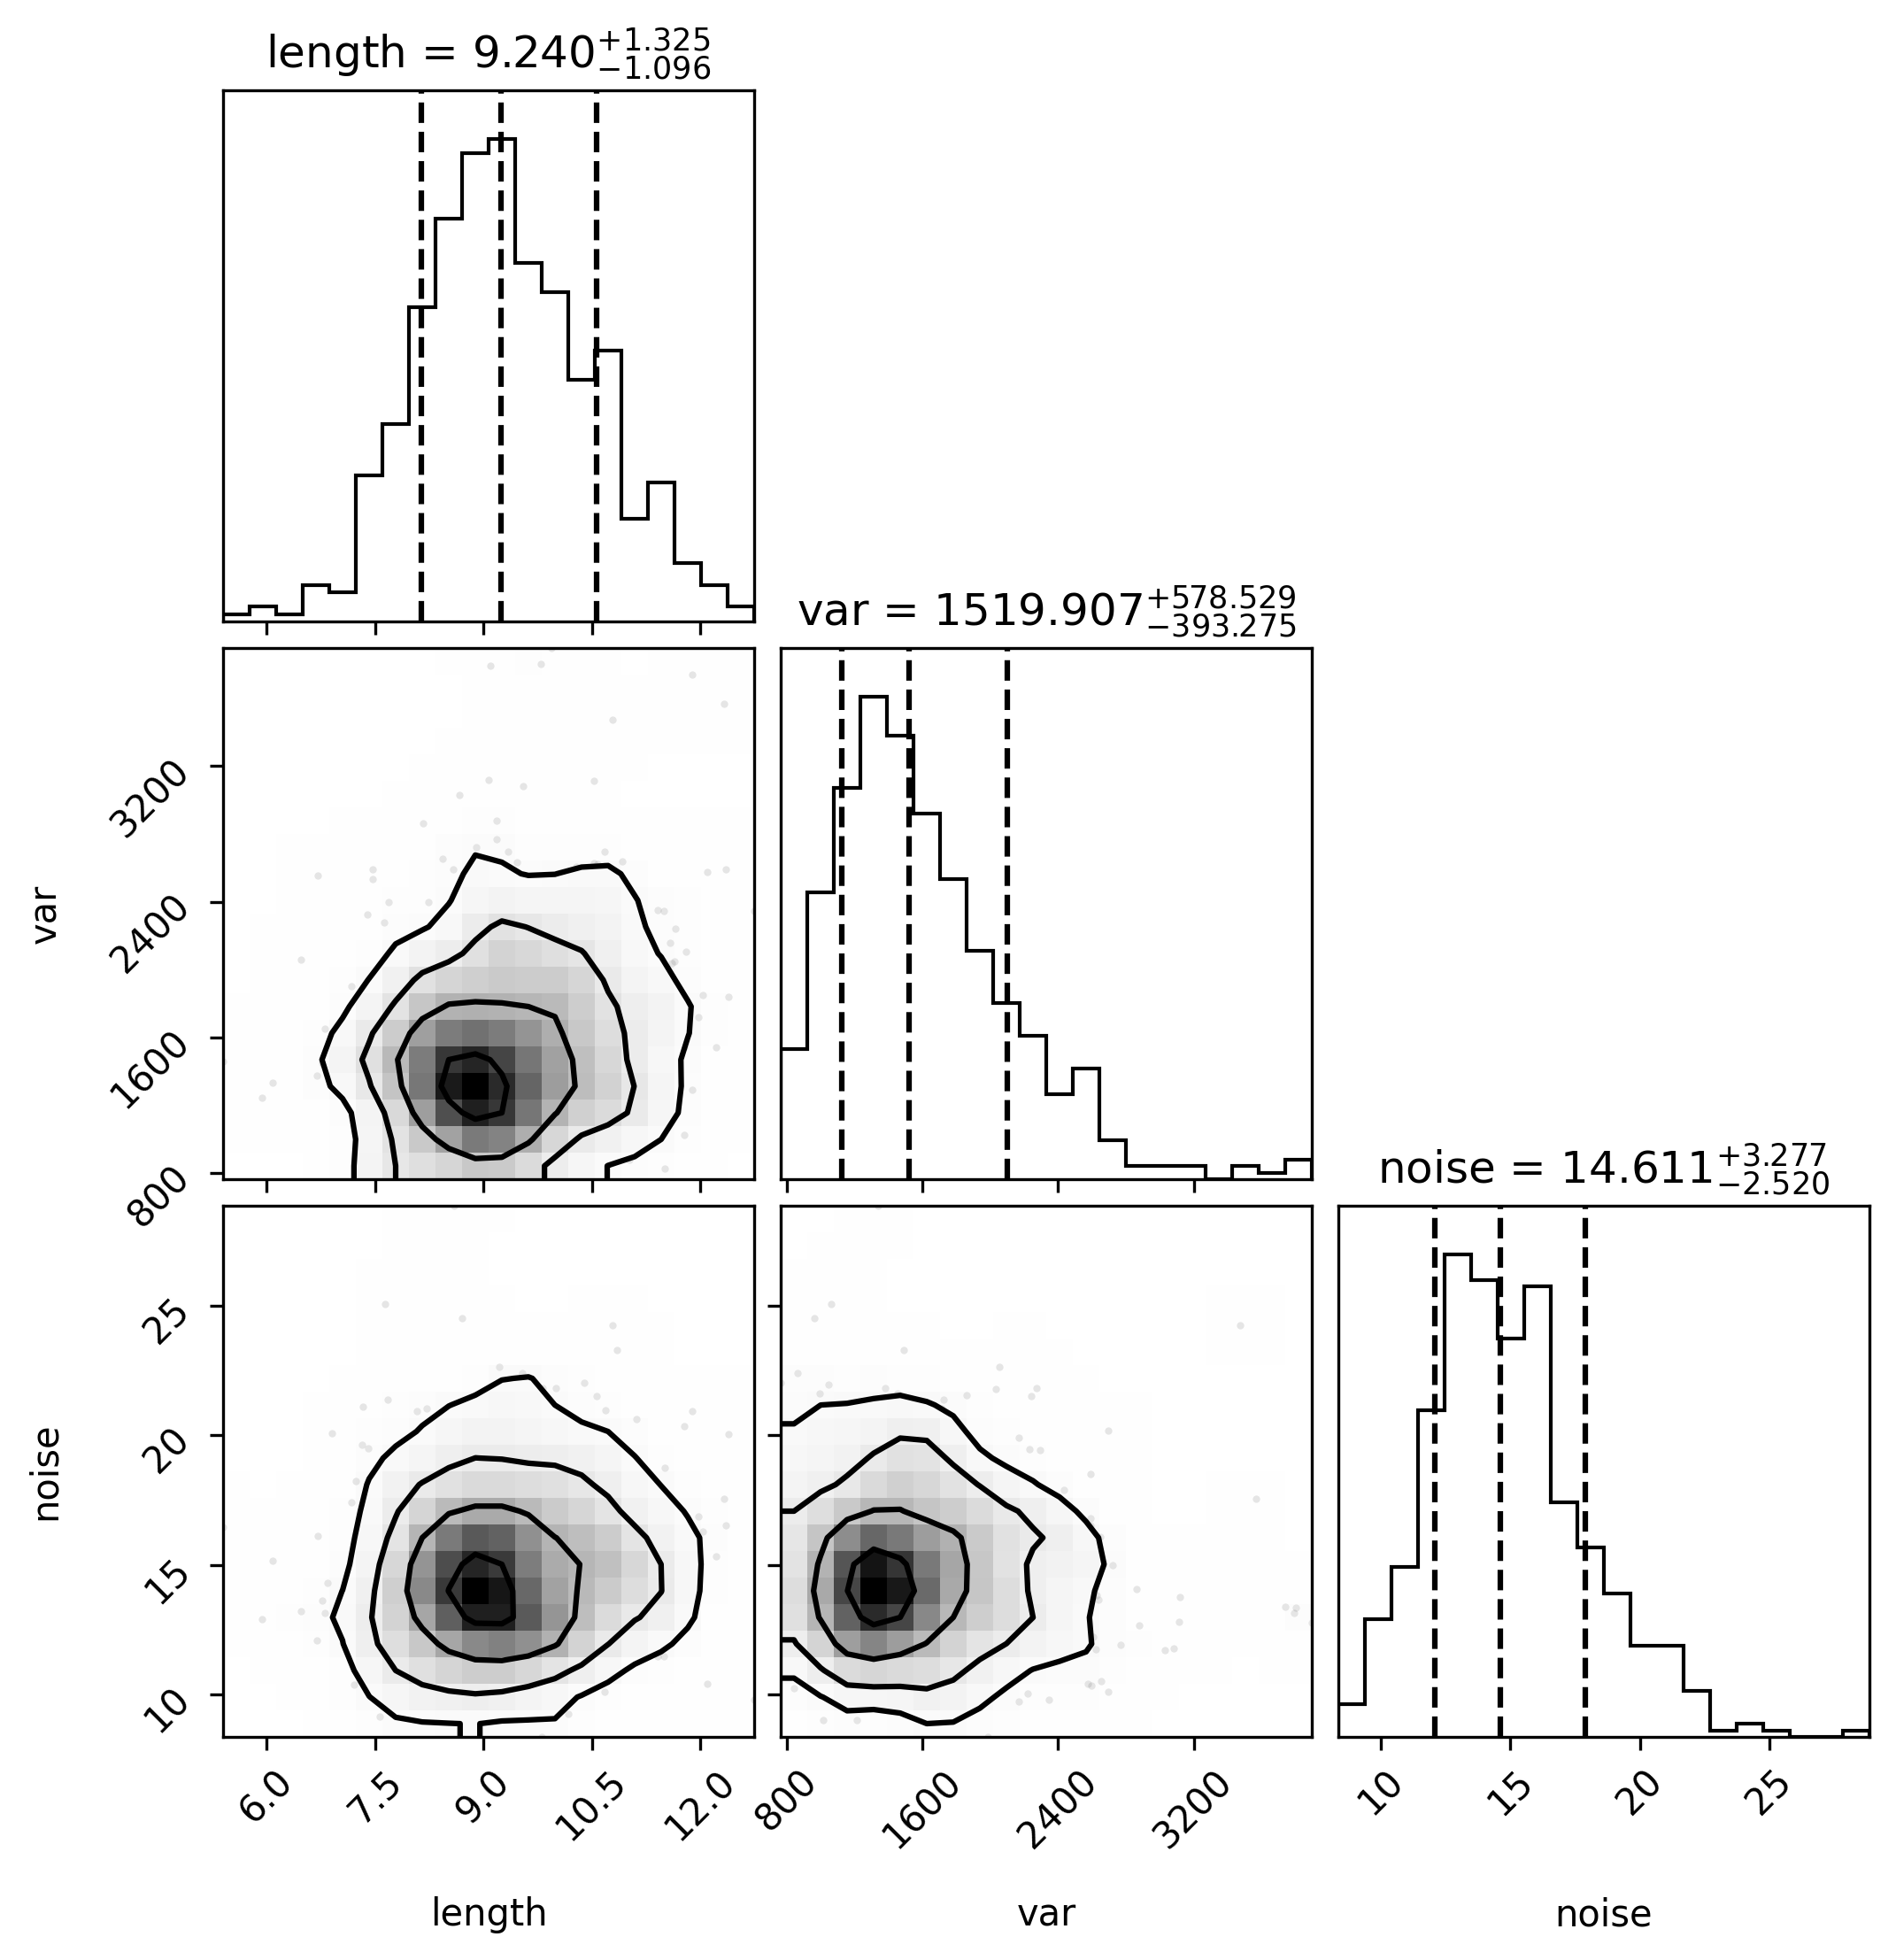 length = 9.240+1.325 −1.096
var = 1519.907+578.529 −393.275
3200
2400
1600
800
var
noise = 14.611+3.277 −2.520
25
20
15
10
noise
6.0 7.5 9.0 10.5 12.0 800 1600 2400 3200 10 15 20 25
length var noise